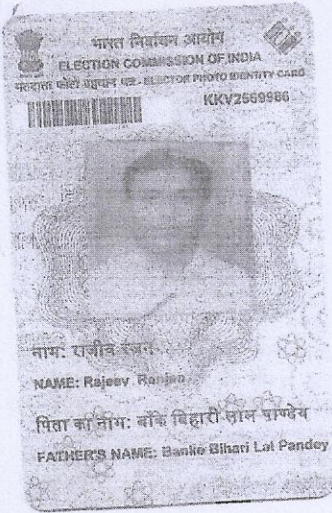 भारत निर्वाचन आयोग
ELECTION COMMISSION OF INDIA
मतदाता फोटो पहचान पत्र - ELECTOR PHOTO IDENTITY CARD
KKV2569986
नाम: राजीव रंजन
NAME: Rajeev Ranjan
पिता का नाम: बाँके बिहारी लाल पाण्डेय
FATHER'S NAME: Banke Bihari Lal Pandey